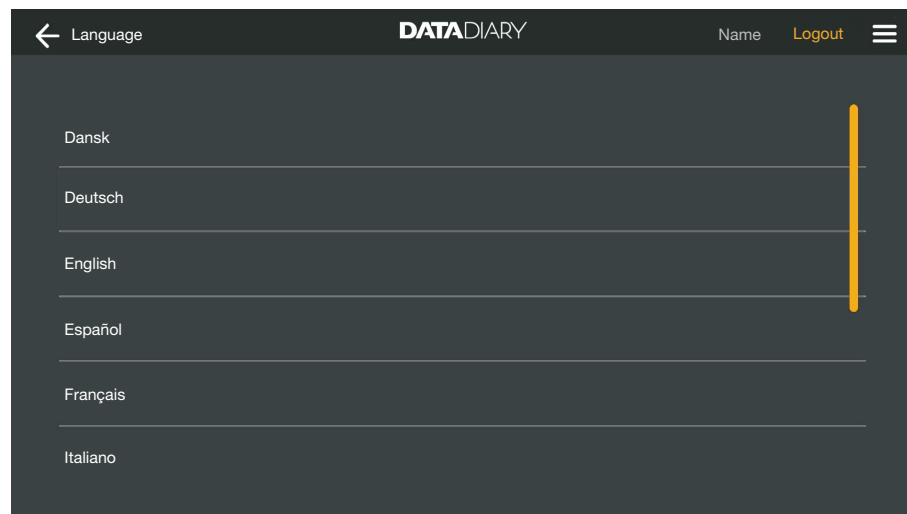 Language DATADIARY Name Logout
Dansk
Deutsch
English
Español
Français
Italiano